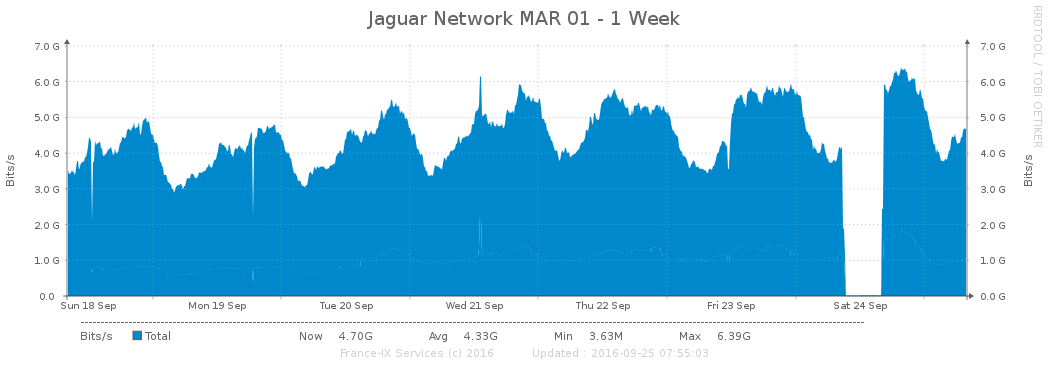 Jaguar Network MAR 01 - 1 Week
RRDTOOL / TOBI OETIKER
Bits/s
7.0 G 7.0 G
6.0 G 6.0 G
5.0 G 5.0 G
4.0 G 4.0 G
3.0 G 3.0 G
2.0 G 2.0 G
1.0 G 1.0 G
0.0 0.0 G
Bits/s
Sun 18 Sep Mon 19 Sep Tue 20 Sep Wed 21 Sep Thu 22 Sep Fri 23 Sep Sat 24 Sep
Bits/s Total Now 4.70G Avg 4.33G Min 3.63M Max 6.39G
France-IX Services (c) 2016 Updated : 2016-09-25 07:55:03